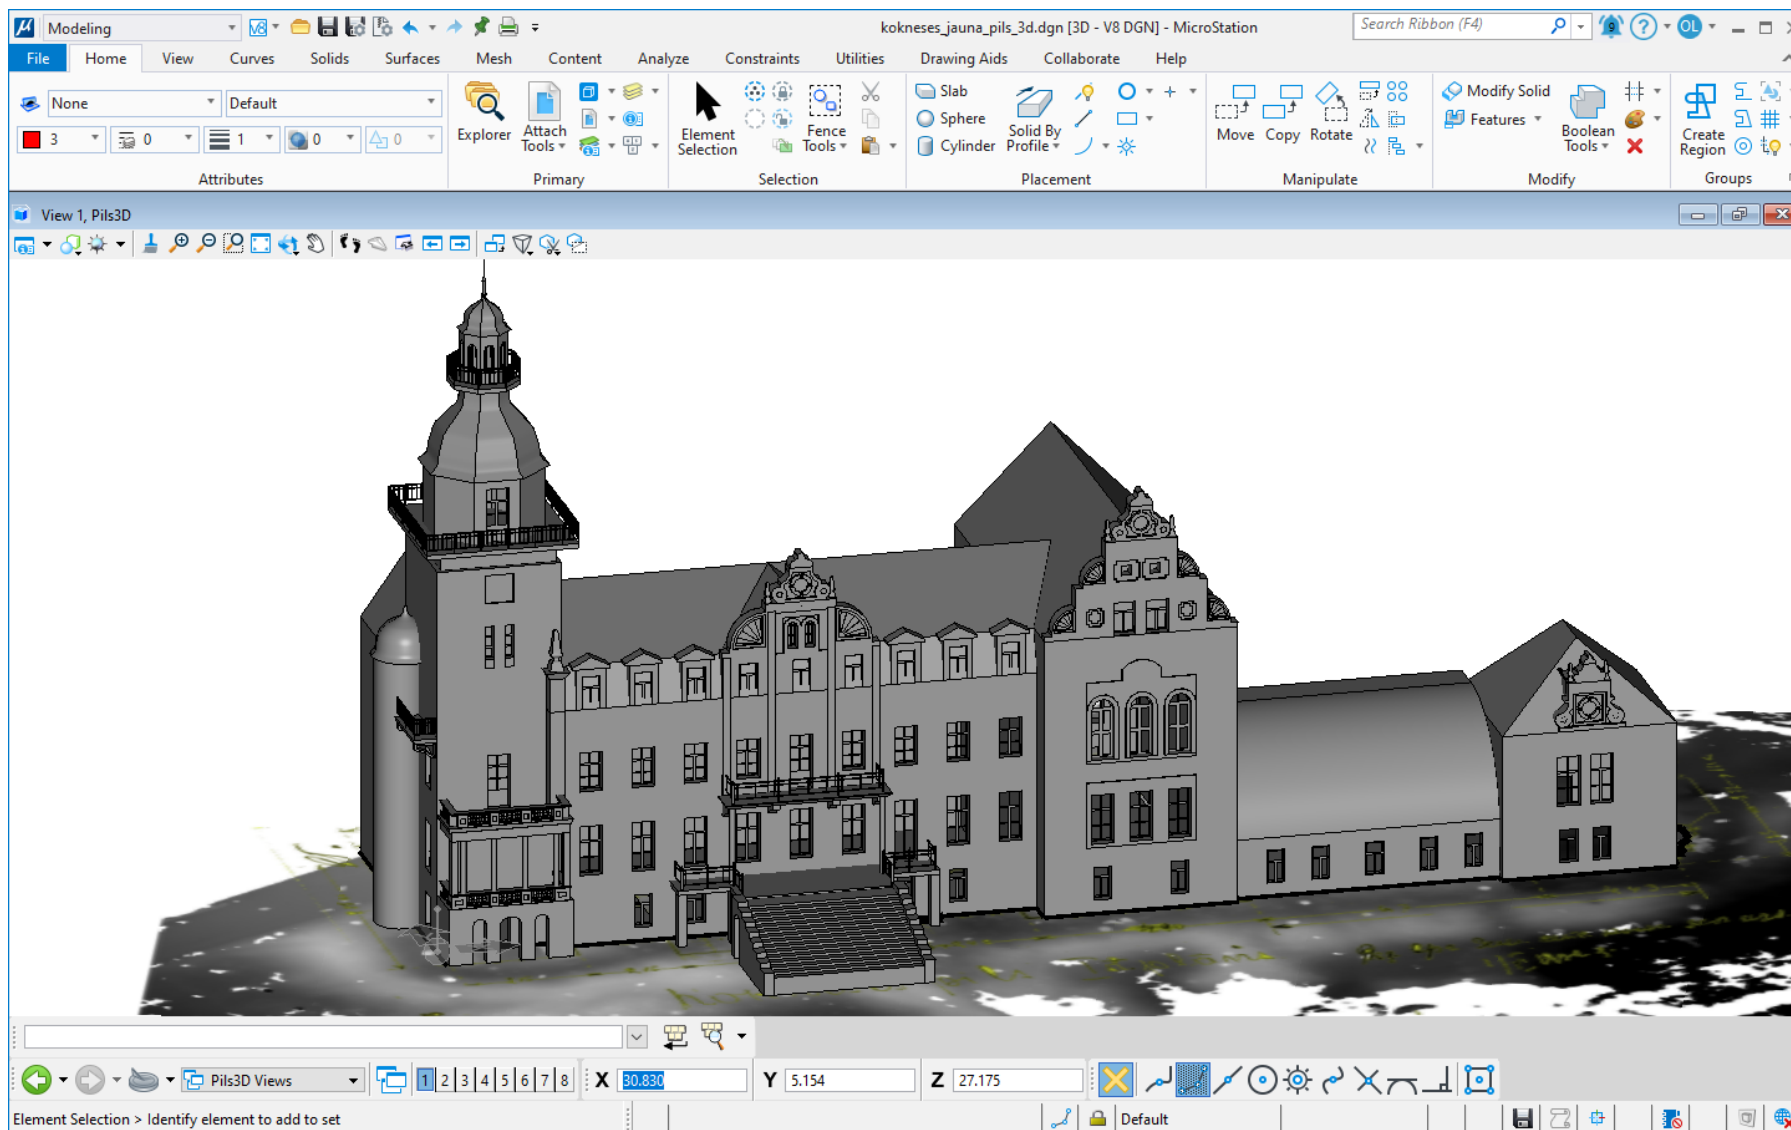 Modeling
kokneses_jauna_pils_3d.dgn [3D - V8 DGN] - MicroStation
Search Ribbon (F4)
OL
File Home View Curves Solids Surfaces Mesh Content Analyze Constraints Utilities Drawing Aids Collaborate Help
None Default
3 0 1 0 0
Attributes
Explorer
Attach Tools
Primary
Element Selection
Fence Tools
Selection
Slab
Sphere
Cylinder
Solid By Profile
Placement
Move Copy Rotate
Manipulate
Modify Solid
Features
Boolean Tools
Modify
Create Region
Groups
View 1, Pils3D
Pils3D Views
1 2 3 4 5 6 7 8
X 30.830
Y 5.154
Z 27.175
Element Selection > Identify element to add to set
Default